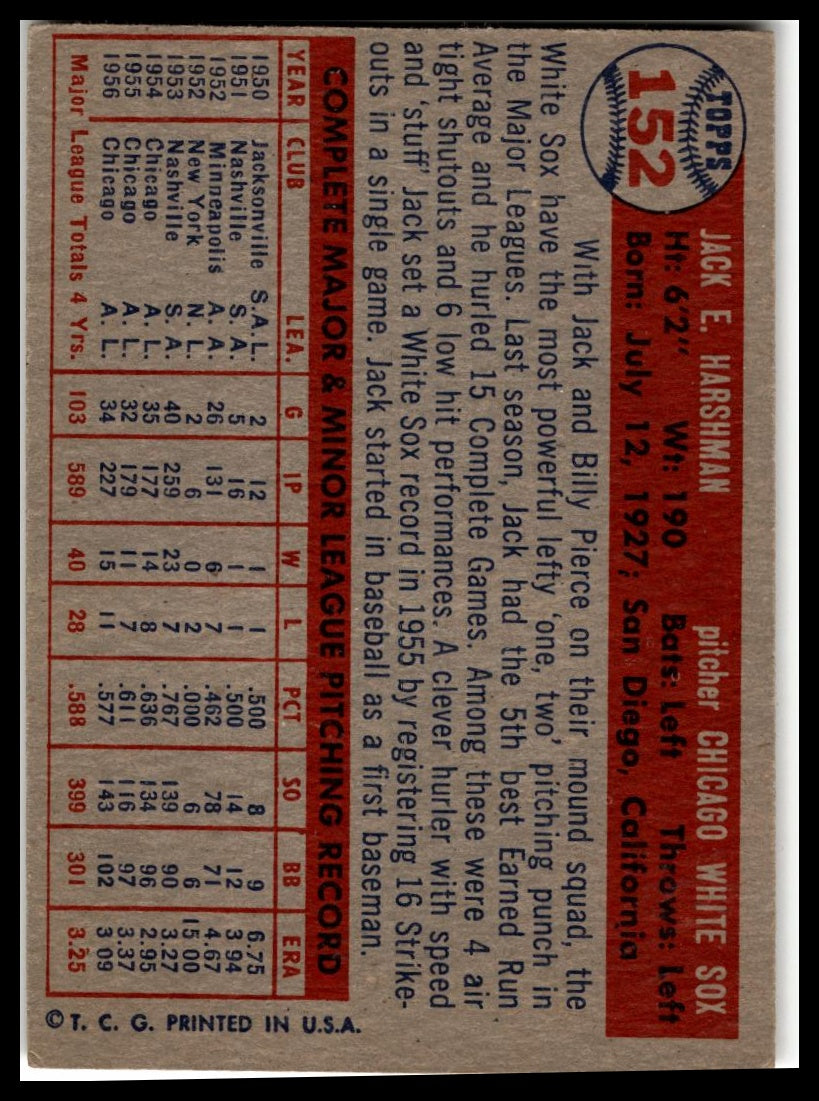 TOPPS
152
JACK E. HARSHMAN pitcher CHICAGO WHITE SOX
Ht: 6'2" Wt: 190 Bats: Left Throws: Left
Born: July 12, 1927; San Diego, California
With Jack and Billy Pierce on their mound squad, the
White Sox have the most powerful lefty 'one, two' pitching punch in
the Major Leagues. Last season, Jack had the 5th best Earned Run
Average and he hurled 15 Complete Games. Among these were 4 air
tight shutouts and 6 low hit performances. A clever hurler with speed
and 'stuff' Jack set a White Sox record in 1955 by registering 16 Strike-
outs in a single game. Jack started in baseball as a first baseman.
COMPLETE MAJOR & MINOR LEAGUE PITCHING RECORD
YEAR CLUB LEA. G IP W L PCT SO BB ERA
1950 Jacksonville S.A.L. 2 12 1 1 .500 8 9 6.75
1951 Nashville S. A. 5 16 1 1 .500 14 12 3.94
1952 Minneapolis A. A. 26 131 6 7 .462 78 71 4.67
1952 New York N. L. 2 6 0 2 .000 6 6 15.00
1953 Nashville S. A. 40 259 23 7 .767 139 90 3.27
1954 Chicago A. L. 35 177 14 8 .636 134 96 2.95
1955 Chicago A. L. 32 179 11 7 .611 116 97 3.37
1956 Chicago A. L. 34 227 15 11 .577 143 102 3.09
Major League Totals 4 Yrs. 103 589 40 28 .588 399 301 3.25
© T. C. G. PRINTED IN U.S.A.